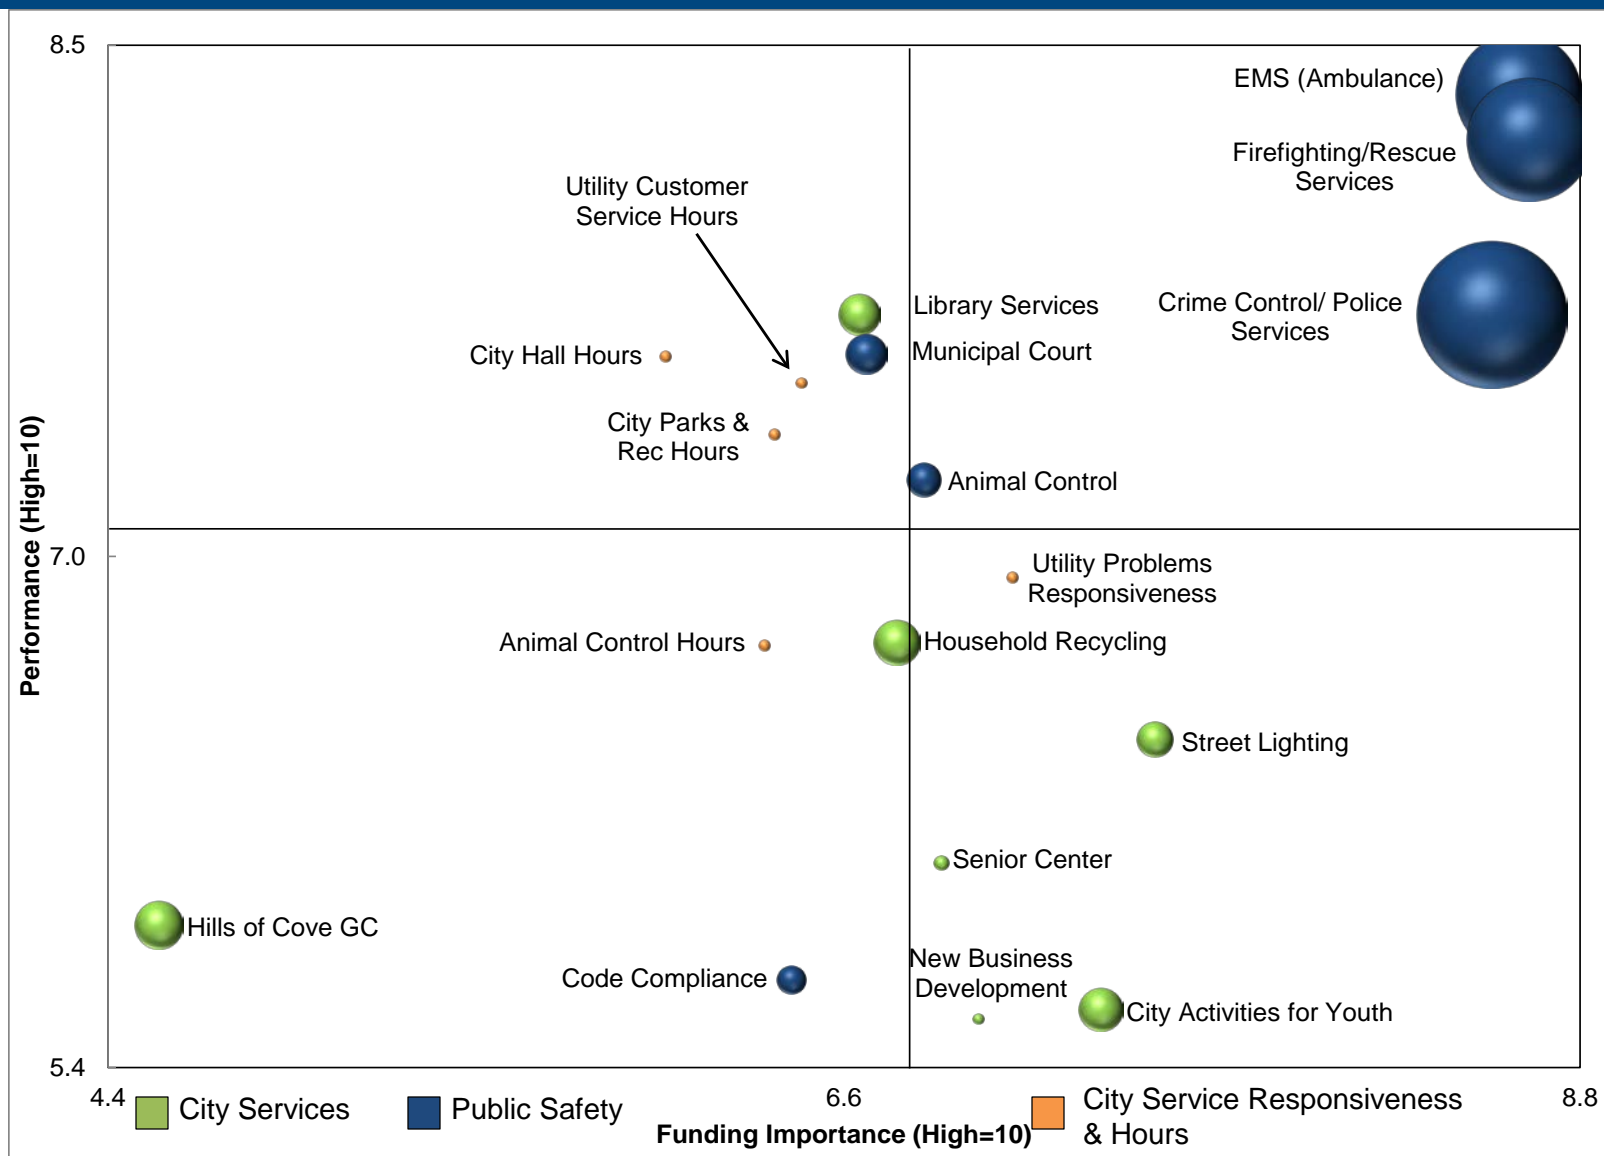 8.5
EMS (Ambulance)
Firefighting/Rescue
Services
Utility Customer
Service Hours
Library Services
Crime Control/ Police
Services
City Hall Hours
Municipal Court
City Parks &
Rec Hours
Animal Control
Performance (High=10)
7.0
Utility Problems
Responsiveness
Animal Control Hours
Household Recycling
Street Lighting
Senior Center
Hills of Cove GC
New Business
Development
Code Compliance
City Activities for Youth
5.4
4.4
6.6
8.8
City Services
Public Safety
City Service Responsiveness
& Hours
Funding Importance (High=10)